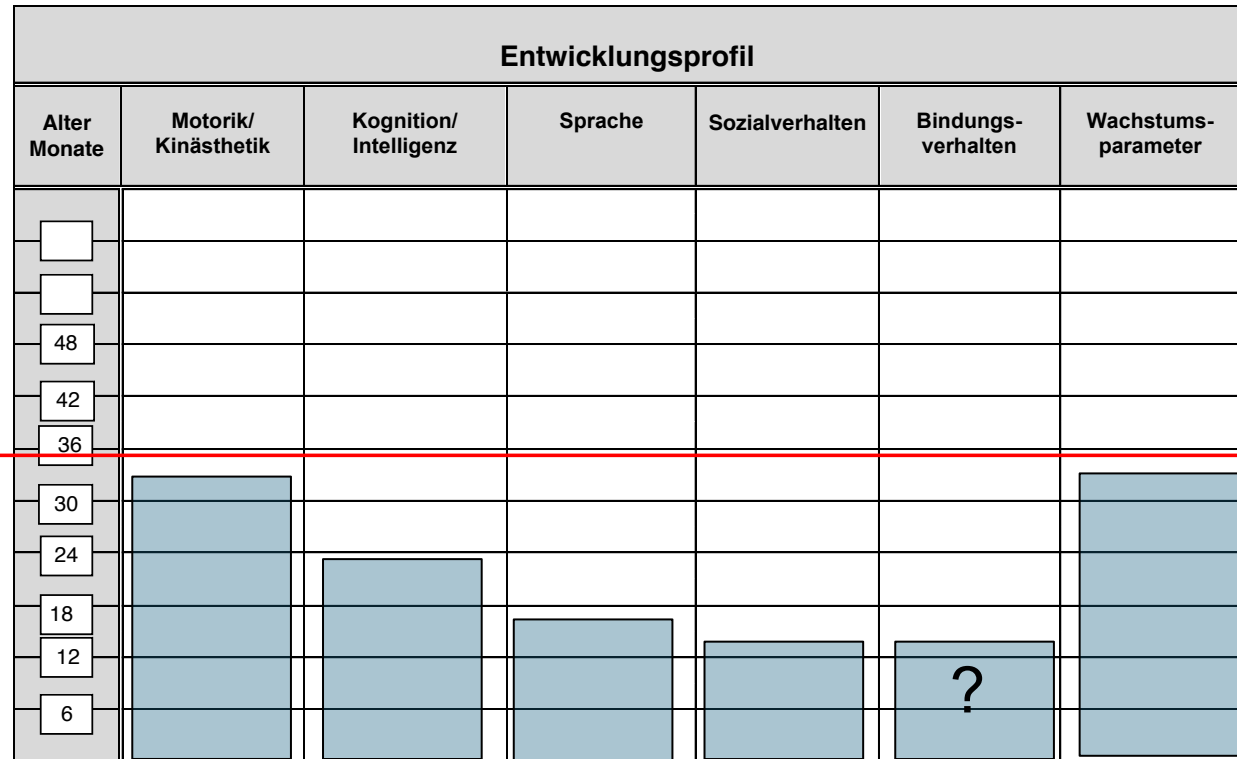 Entwicklungsprofil
Alter
Monate
Motorik/
Kinästhetik
Kognition/
Intelligenz
Sprache
Sozialverhalten
Bindungs-
verhalten
Wachstums-
parameter
48
42
36
30
24
18
12
6
?